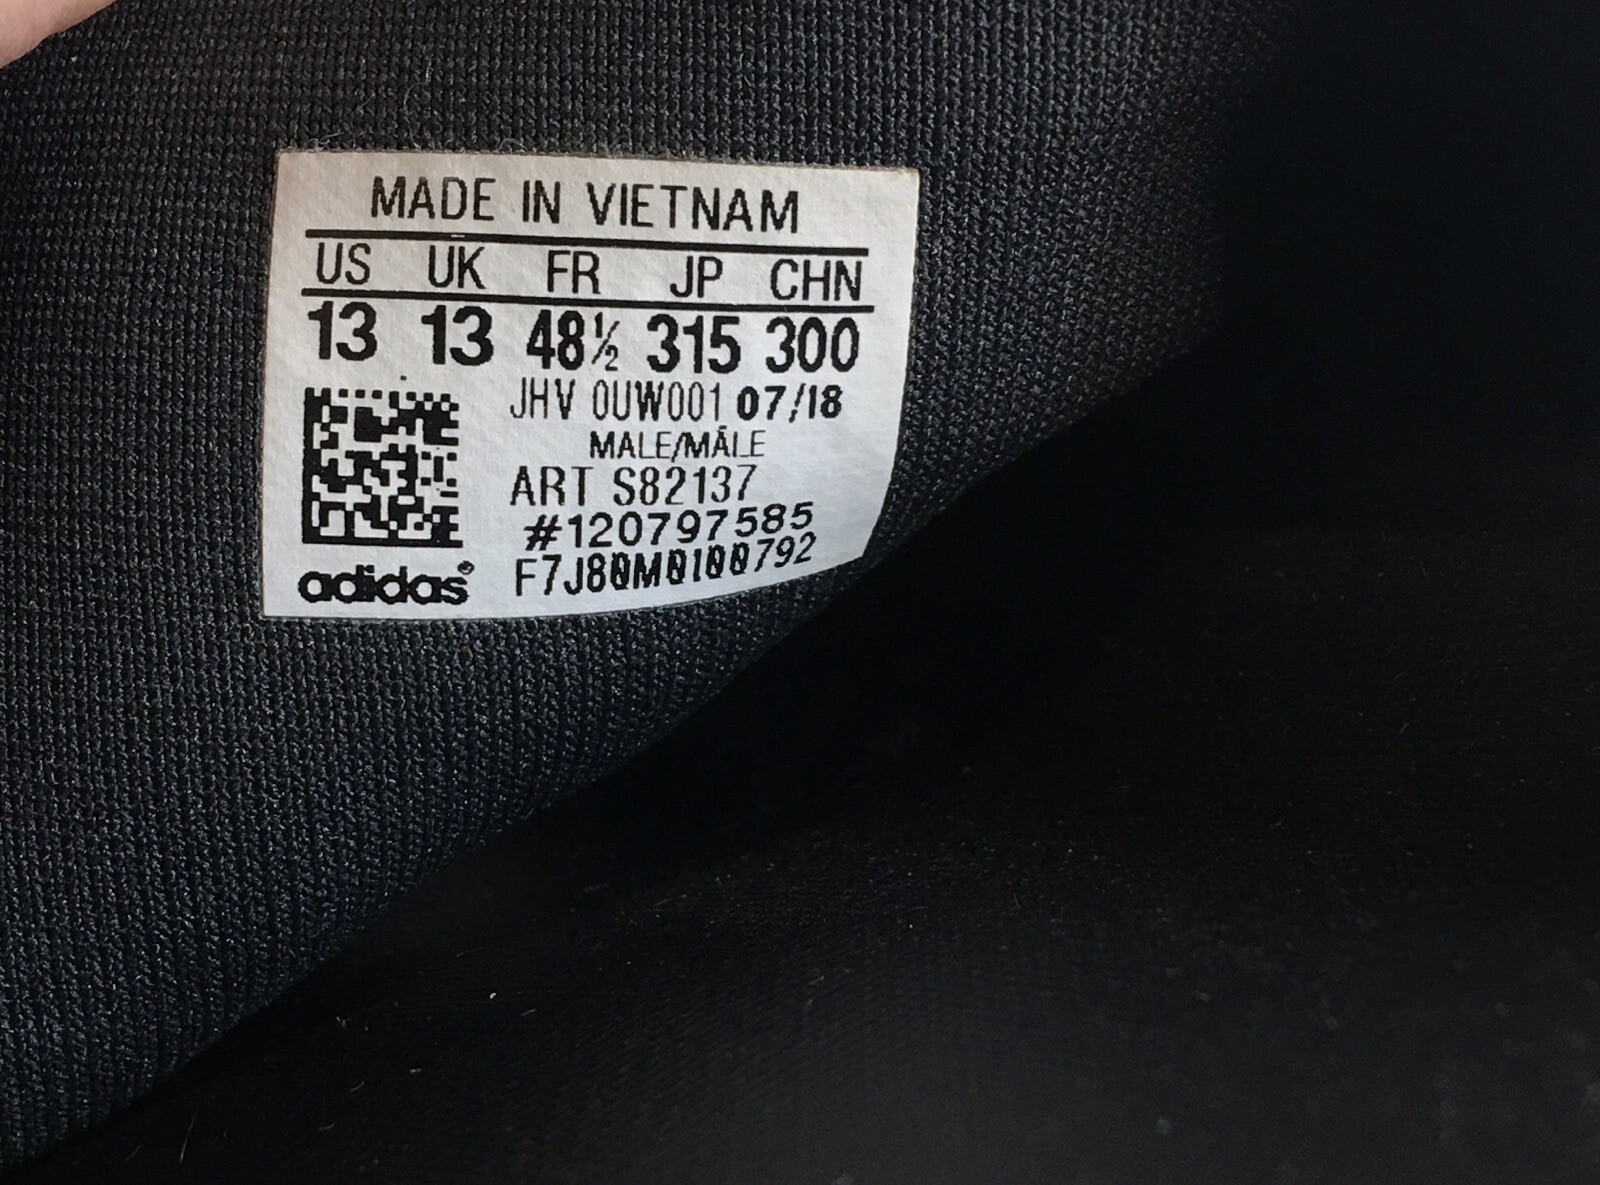 MADE IN VIETNAM
US UK FR JP CHN
13 13 48½ 315 300
JHV 0UW001 07/18
MALE/MÂLE
ART S82137
#120797585
F7J80M0100792
adidas®